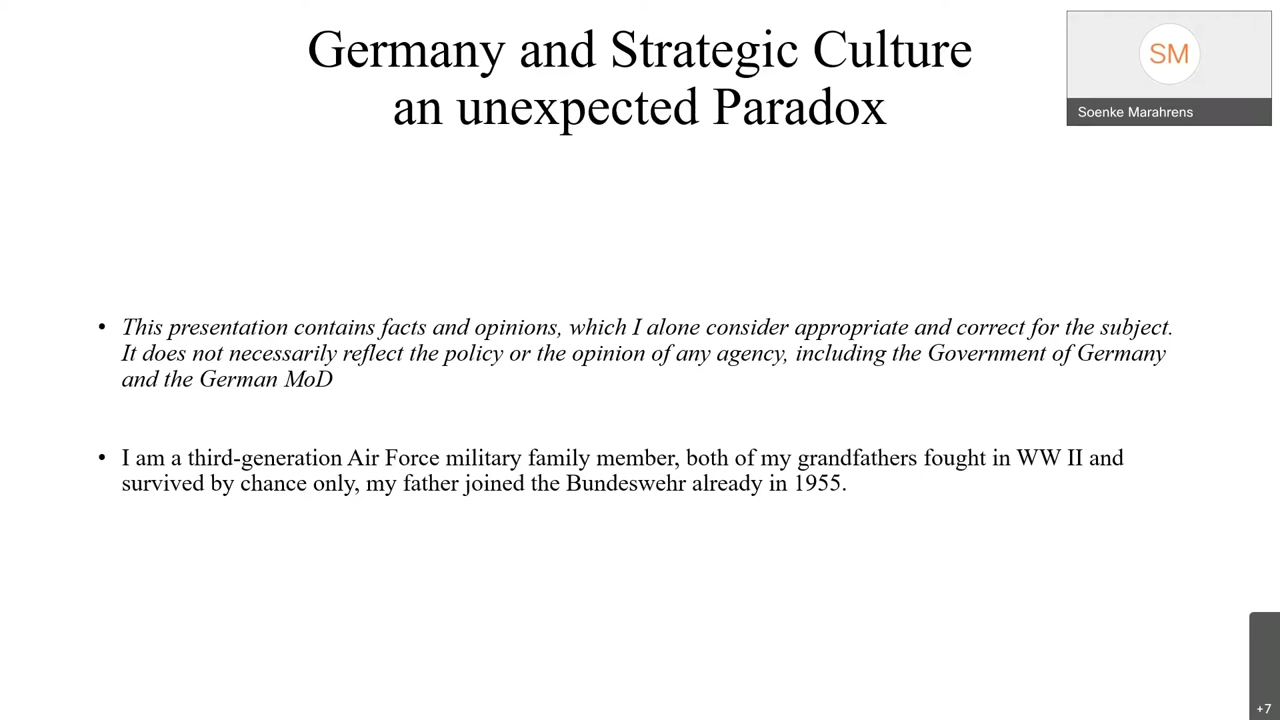 Germany and Strategic Culture
an unexpected Paradox
SM
Soenke Marahrens
• This presentation contains facts and opinions, which I alone consider appropriate and correct for the subject.
It does not necessarily reflect the policy or the opinion of any agency, including the Government of Germany
and the German MoD
• I am a third-generation Air Force military family member, both of my grandfathers fought in WW II and
survived by chance only, my father joined the Bundeswehr already in 1955.
+7